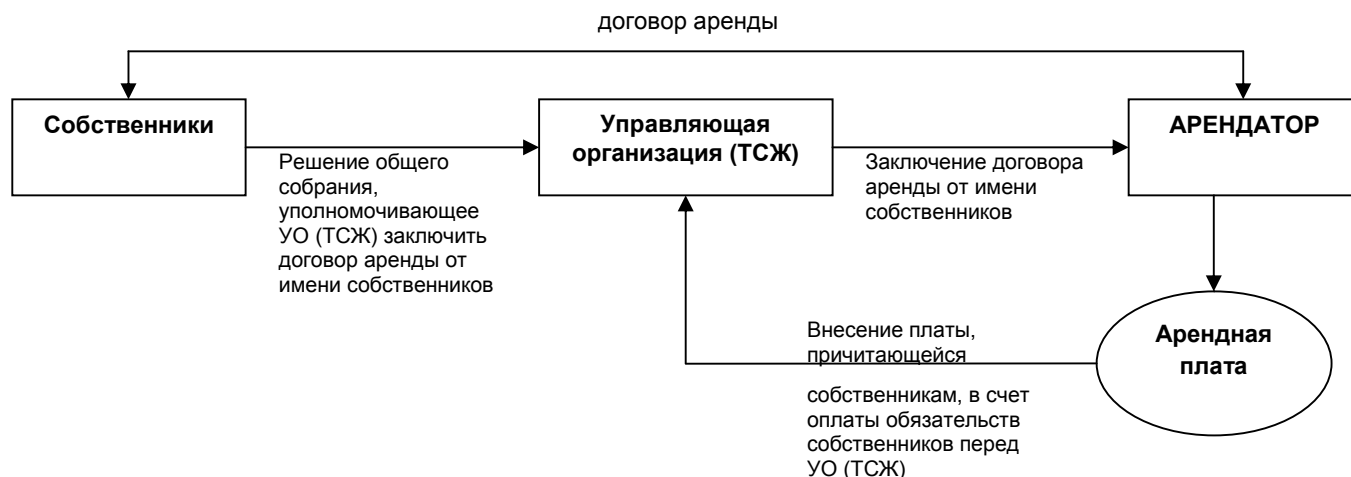 договор аренды
Собственники
Управляющая
организация (ТСЖ)
АРЕНДАТОР
Решение общего
собрания,
уполномочивающее
УО (ТСЖ) заключить
договор аренды от
имени собственников
Заключение договора
аренды от имени
собственников
Внесение платы,
причитающейся
собственникам, в счет
оплаты обязательств
собственников перед
УО (ТСЖ)
Арендная
плата